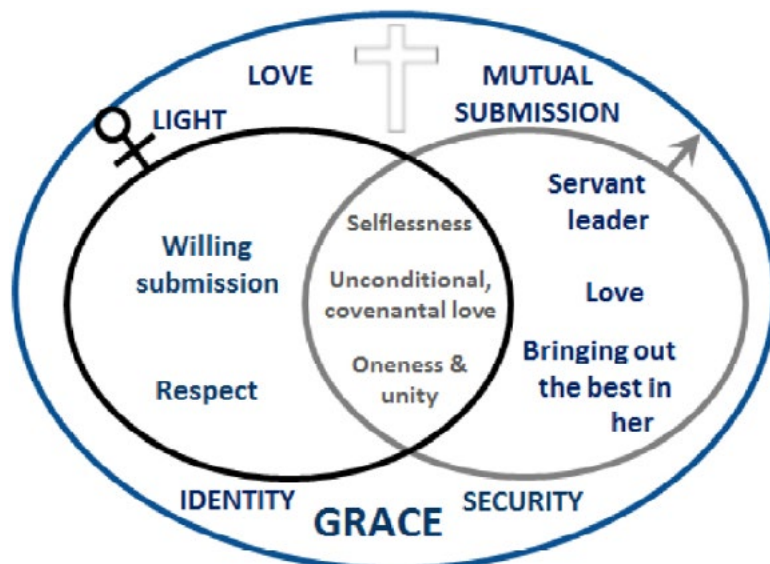 LOVE
MUTUAL
SUBMISSION
LIGHT
Willing
submission
Respect
Selflessness
Unconditional,
covenantal love
Oneness &
unity
Servant
leader
Love
Bringing out
the best in
her
IDENTITY
SECURITY
GRACE